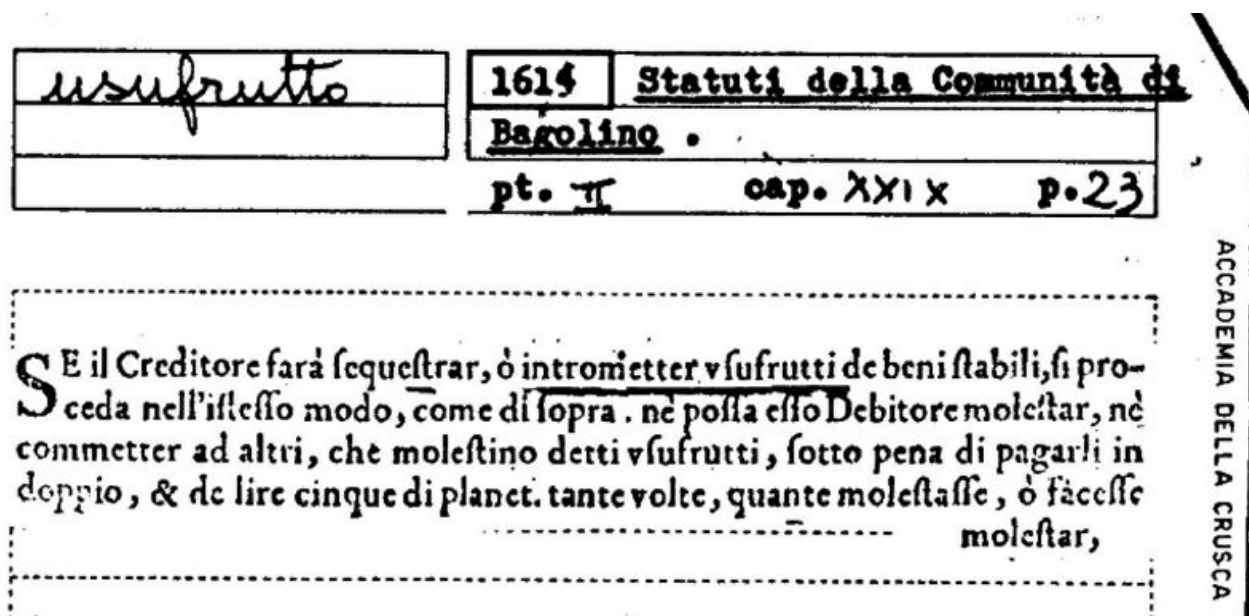 usufrutto
1614 Statuti della Communità di
Bagolino .
pt. II cap. XXIX p. 23
SE il Creditore farà ſequeſtrar, ò intrometter vſufrutti de beni ſtabili, ſi pro-
ceda nell'iſteſſo modo, come di ſopra. nè poſſa eſſo Debitore moleſtar, nè
commetter ad altri, che moleſtino detti vſufrutti, ſotto pena di pagarli in
doppio, & de lire cinque di planet. tante volte, quante moleſtaſſe, ò faceſſe
moleſtar,
ACCADEMIA DELLA CRUSCA